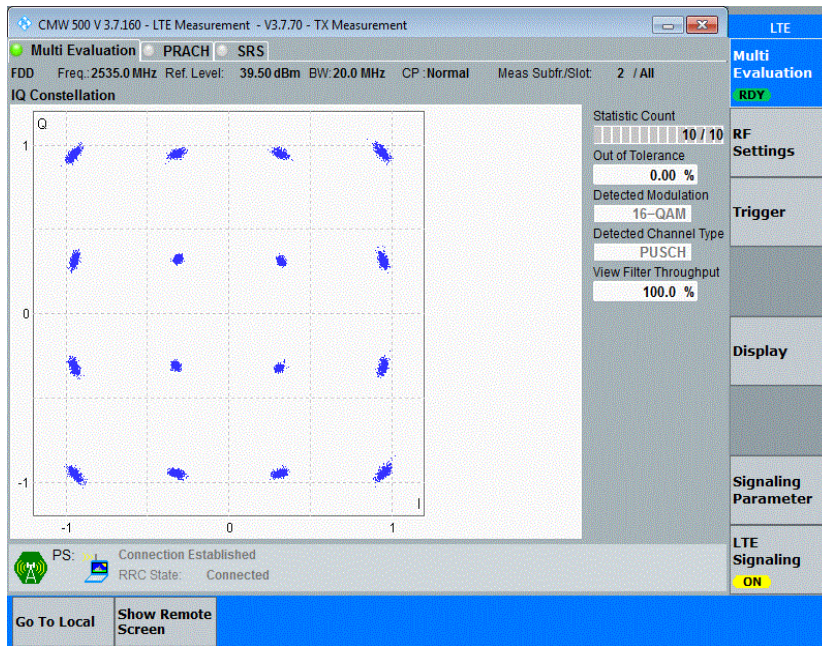 CMW 500 V 3.7.160 - LTE Measurement - V3.7.70 - TX Measurement
LTE
Multi Evaluation PRACH SRS
Multi
Evaluation
RDY
FDD Freq.: 2535.0 MHz Ref. Level: 39.50 dBm BW: 20.0 MHz CP : Normal Meas Subfr./Slot: 2 / All
IQ Constellation
Q
1
0
-1
I
-1 0 1
Statistic Count
10 / 10
Out of Tolerance
0.00 %
Detected Modulation
16-QAM
Detected Channel Type
PUSCH
View Filter Throughput
100.0 %
RF
Settings
Trigger
Display
Signaling
Parameter
LTE
Signaling
ON
PS: Connection Established
RRC State: Connected
Go To Local
Show Remote
Screen